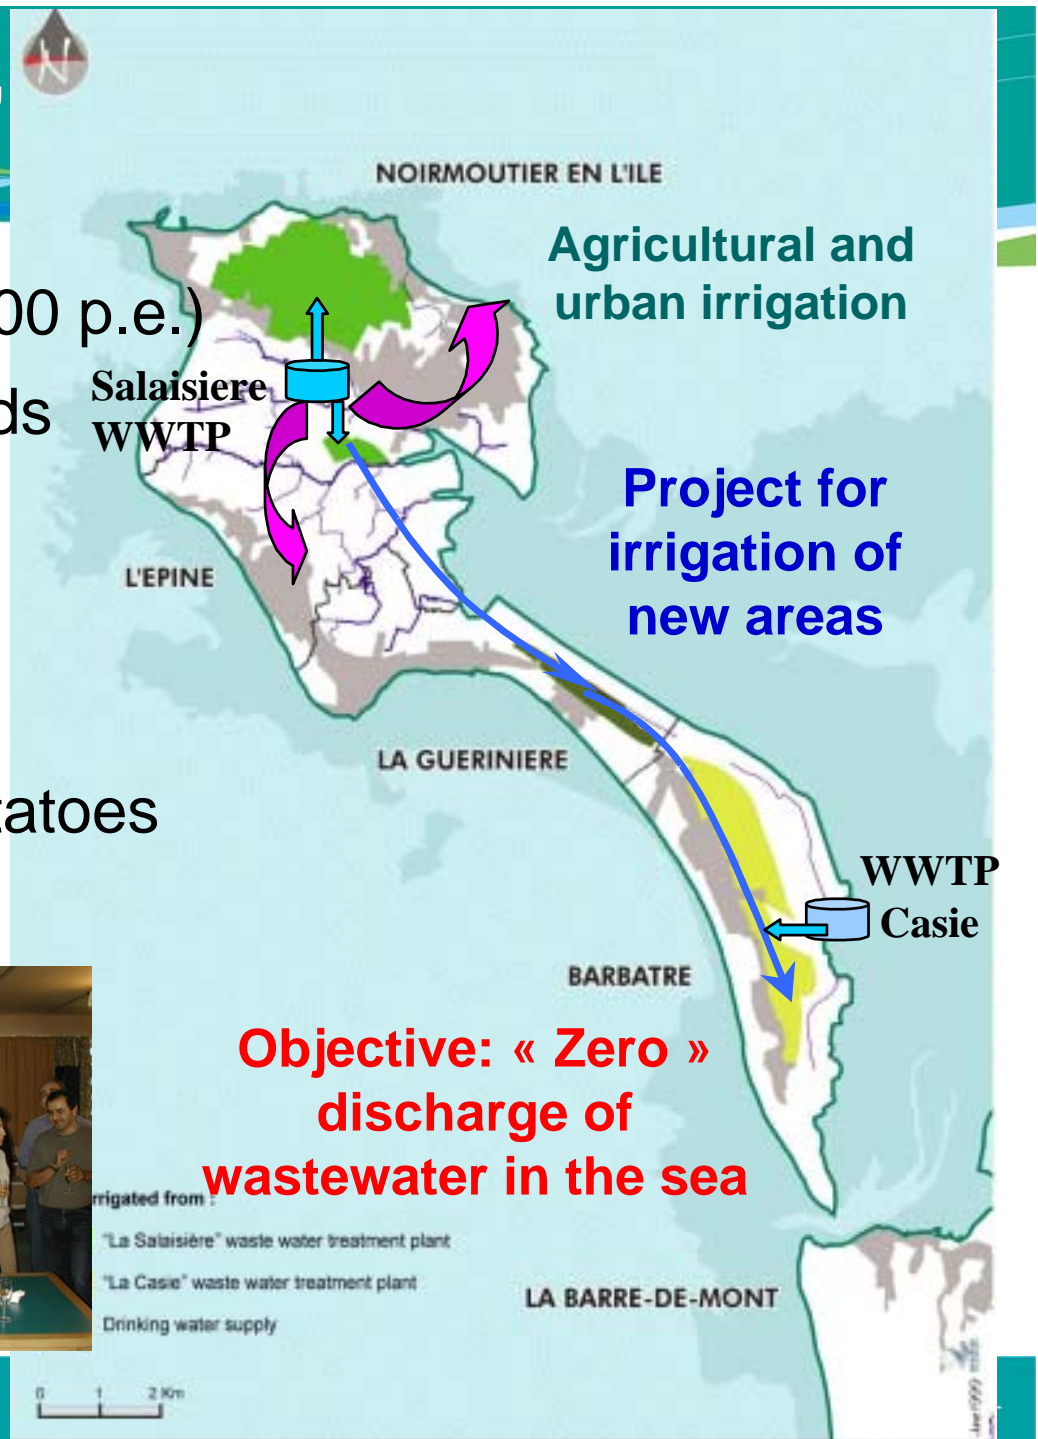 N
NOIRMOUTIER EN L'ILE
Agricultural and
urban irrigation
00 p.e.)
Salaisiere
WWTP
ds
Project for
irrigation of
new areas
L'EPINE
LA GUERINIERE
tatoes
WWTP
Casie
BARBATRE
Objective: « Zero »
discharge of
wastewater in the sea
rrigated from :
"La Salaisière" waste water treatment plant
"La Casie" waste water treatment plant
Drinking water supply
LA BARRE-DE-MONT
0 1 2 Km